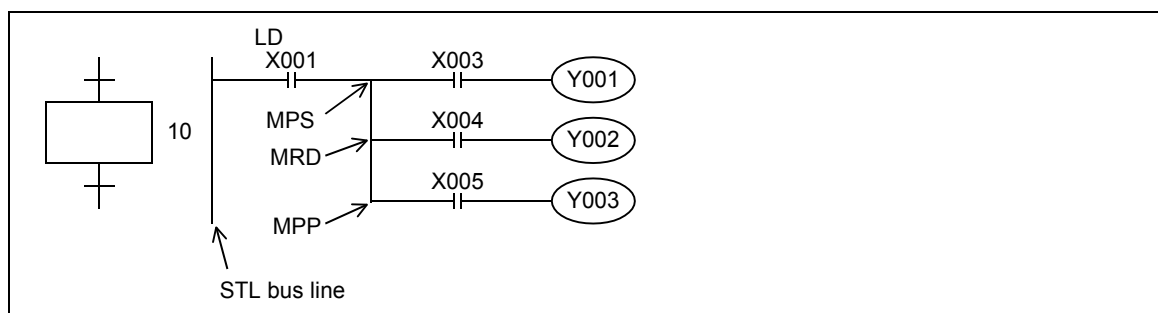 LD
X001 X003 Y001
MPS
10
X004 Y002
MRD
X005 Y003
MPP
STL bus line